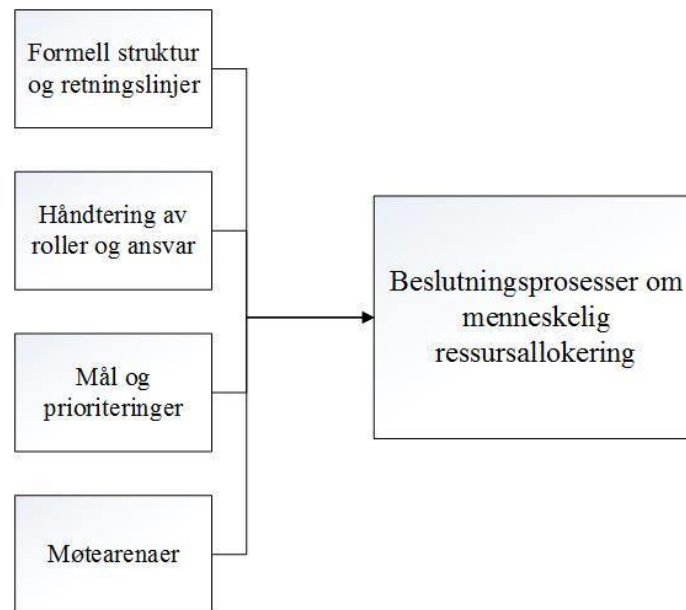 Formell struktur
og retningslinjer
Håndtering av
roller og ansvar
Mål og
prioriteringer
Møtearenaer
Beslutningsprosesser om
menneskelig
ressursallokering